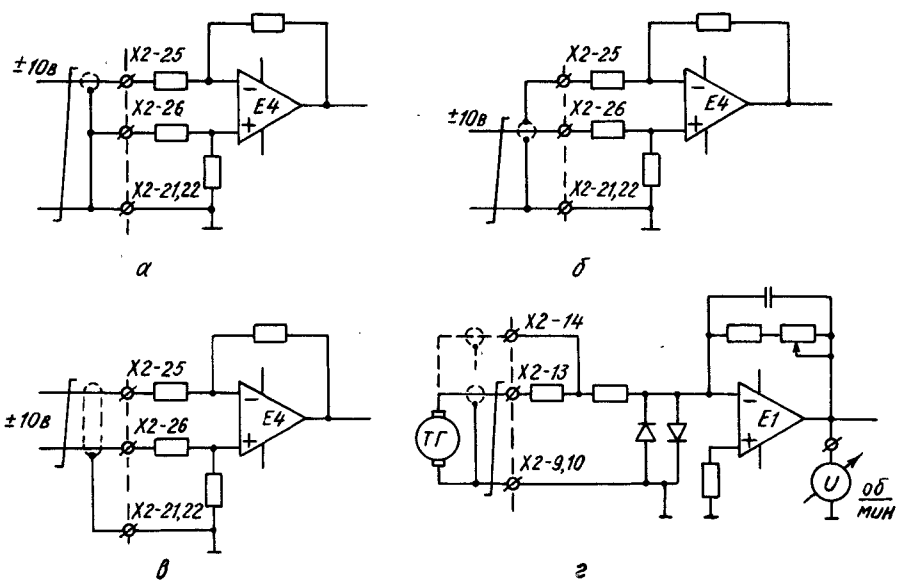 X2-25
±10в
X2-26
E4
X2-21,22
а
X2-25
±10в
X2-26
E4
X2-21,22
б
X2-25
±10в
X2-26
E4
X2-21,22
в
X2-14
X2-13
ТГ
E1
X2-9,10
U
об
мин
г